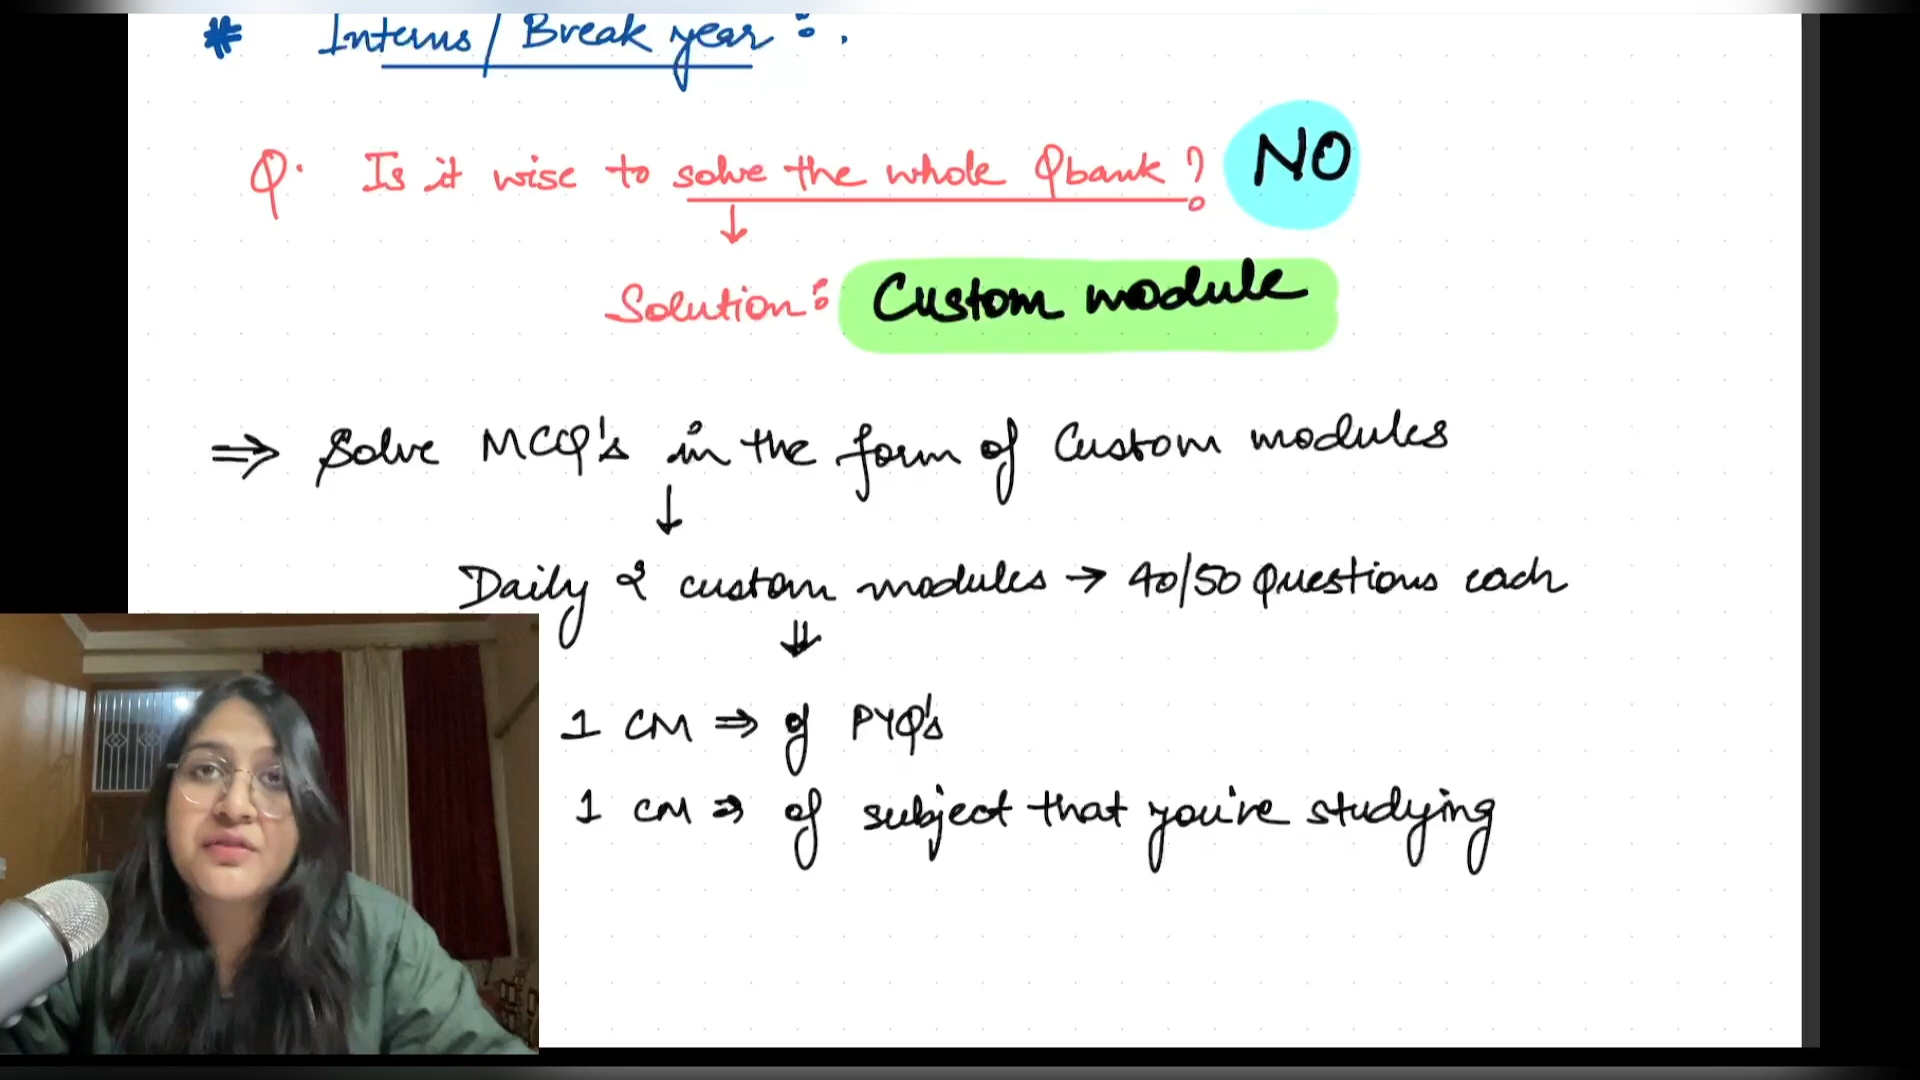 * Interns / Break year :.
Q. Is it wise to solve the whole Qbank? NO
↓
Solution: Custom module
⇒ Solve MCQ's in the form of Custom modules
↓
Daily 2 custom modules → 40/50 Questions each
⇓
1 CM ⇒ of PYQ's
1 CM ⇒ of subject that you're studying